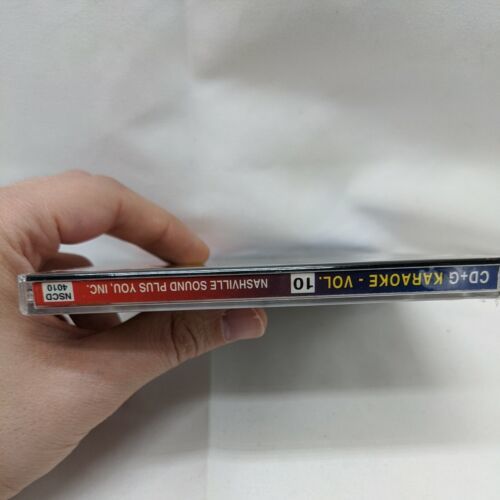 CD+G KARAOKE - VOL. 10 NASHVILLE SOUND PLUS YOU, INC.
NSCD
4010